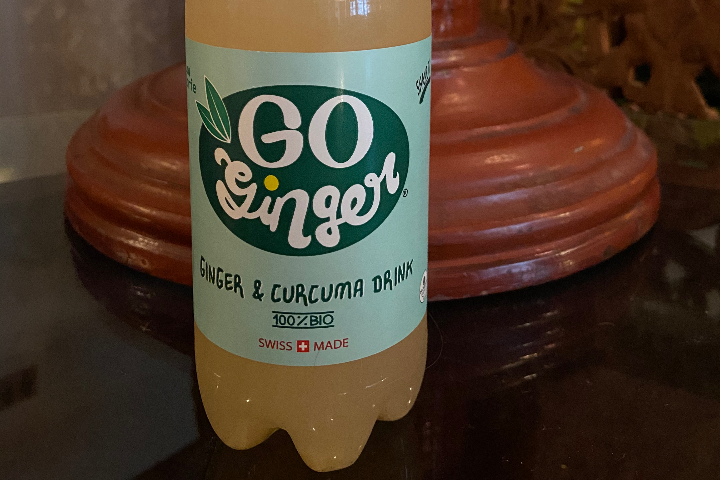 GO
Ginger®
GINGER & CURCUMA DRINK
100% BIO
SWISS MADE